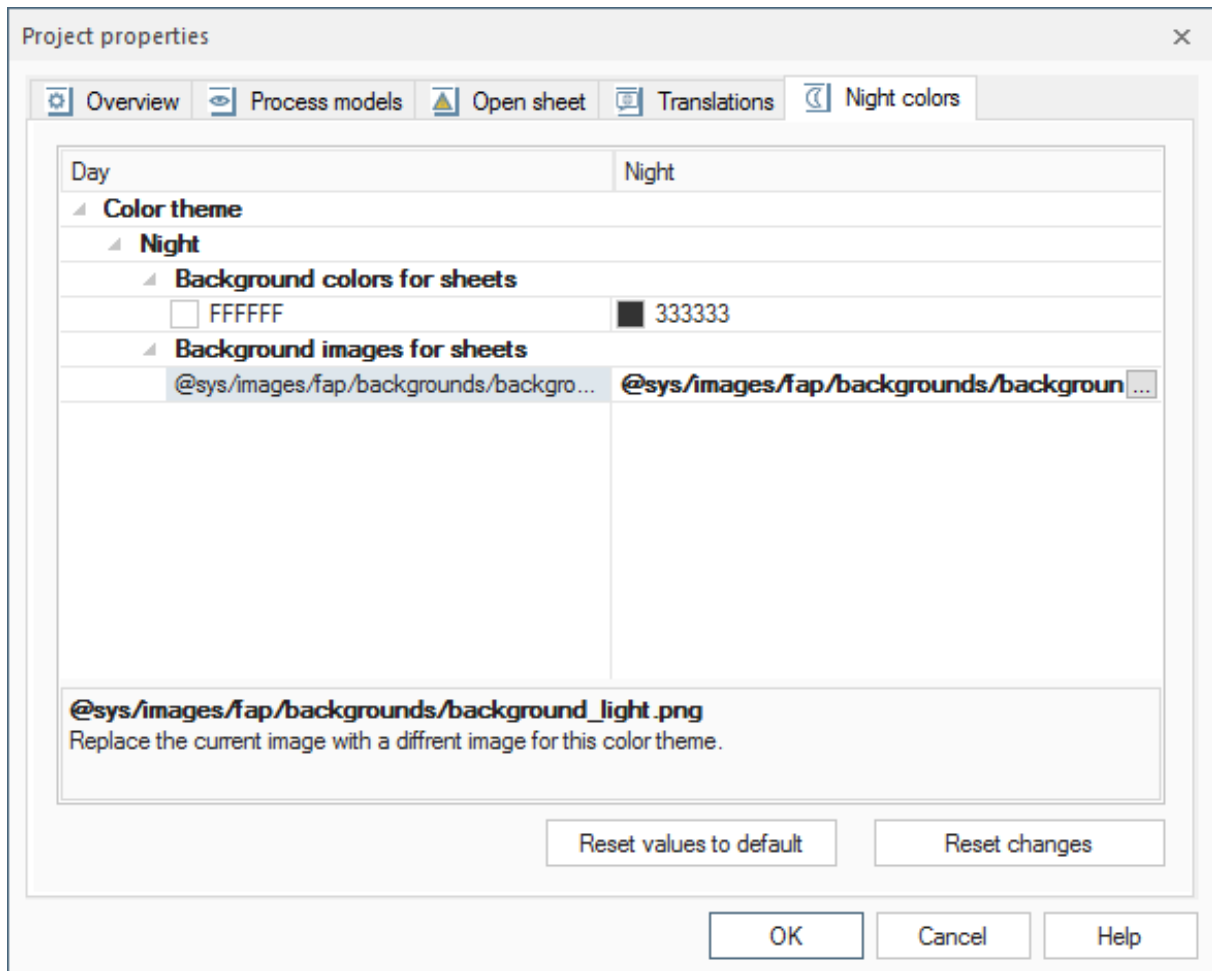 Project properties
Overview Process models Open sheet Translations Night colors
Day Night
Color theme
Night
Background colors for sheets
FFFFFF 333333
Background images for sheets
@sys/images/fap/backgrounds/backgro... @sys/images/fap/backgrounds/backgroun ...
@sys/images/fap/backgrounds/background_light.png
Replace the current image with a diffrent image for this color theme.
Reset values to default Reset changes
OK Cancel Help